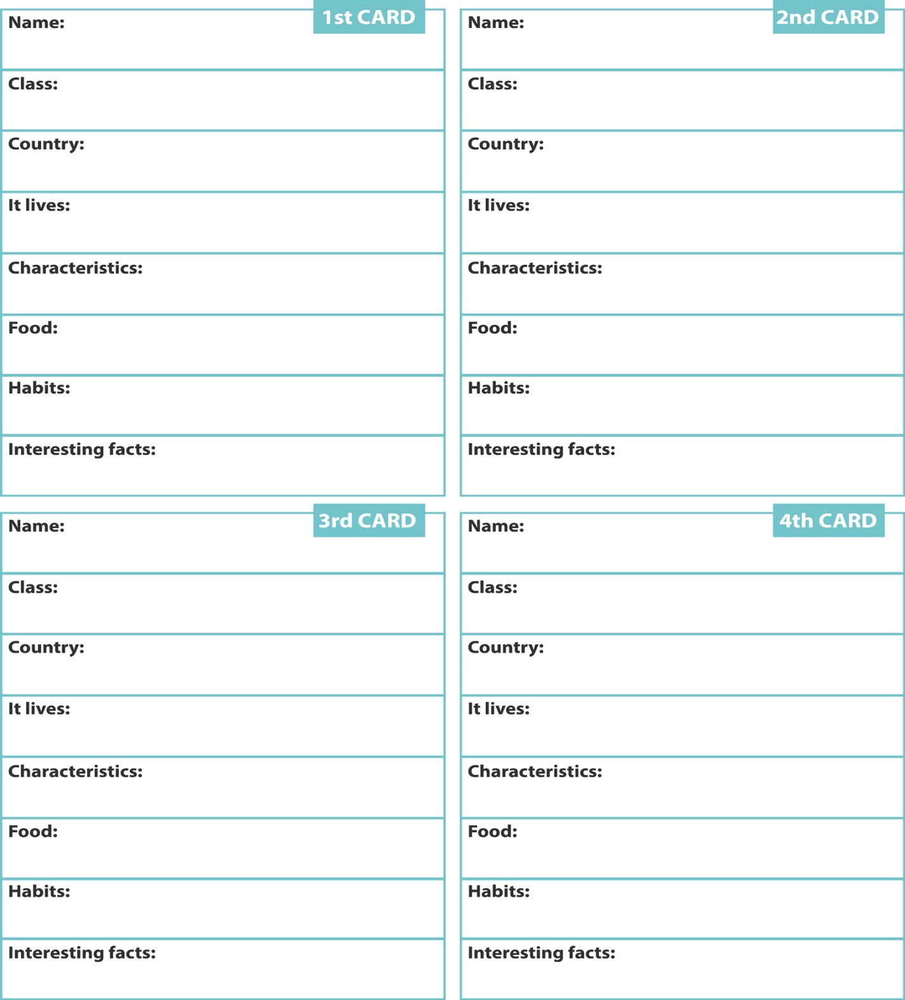 1st CARD
Name:
Class:
Country:
It lives:
Characteristics:
Food:
Habits:
Interesting facts:
2nd CARD
Name:
Class:
Country:
It lives:
Characteristics:
Food:
Habits:
Interesting facts:
3rd CARD
Name:
Class:
Country:
It lives:
Characteristics:
Food:
Habits:
Interesting facts:
4th CARD
Name:
Class:
Country:
It lives:
Characteristics:
Food:
Habits:
Interesting facts: